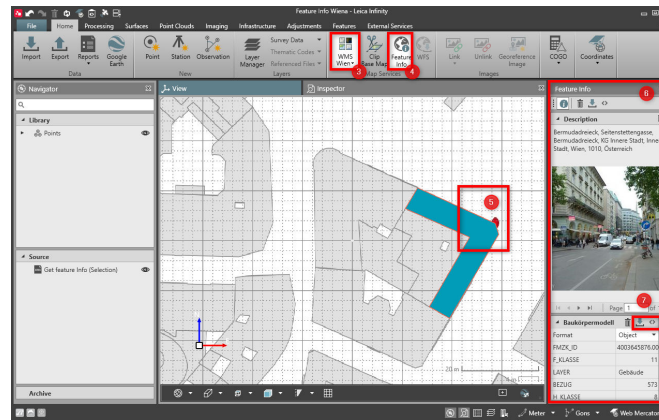 Feature Info Wiena - Leica Infinity
File Home Processing Surfaces Point Clouds Imaging Infrastructure Adjustments Features External Services
Import Export Reports Google Earth
Point Station Observation
Layer Manager
Survey Data
Thematic Codes
Referenced Files
WMS Wien
Clip Base Map
Feature Info
WFS
Link Unlink Georeference Image
COGO Coordinates
3 4
Data New Layers Map Services Images
Navigator
Library
Points
Source
Get feature Info (Selection)
Archive
View Inspector
5
20 m
Feature Info
6
Description
Bermudadreieck, Seitenstettengasse,
Bermudadreieck, KG Innere Stadt, Inne
Stadt, Wien, 1010, Österreich
7
Page 1 of
Baukörpermodell
Format Object
FMZK_ID 4003645876.00
F_KLASSE 11
LAYER Gebäude
BEZUG 573
H_KLASSE 8
Meter Gons Web Mercator